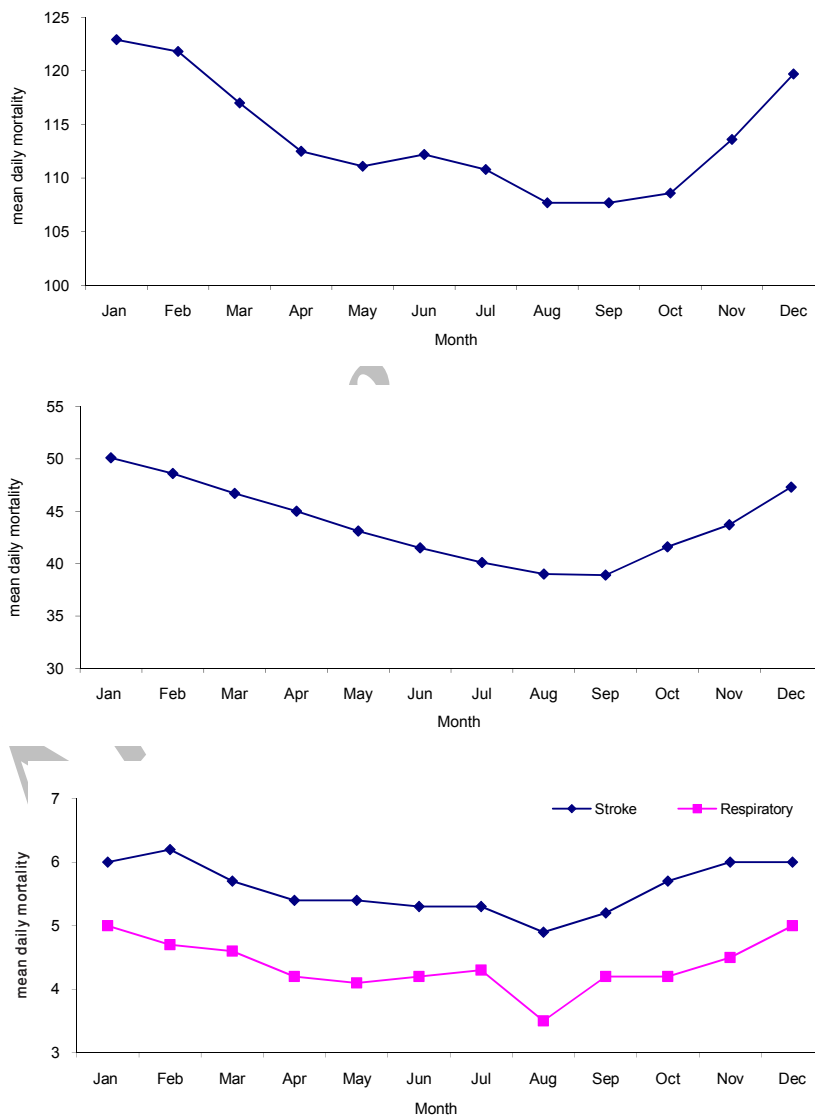 125
120
115
110
105
100
mean daily mortality
Jan Feb Mar Apr May Jun Jul Aug Sep Oct Nov Dec
Month
55
50
45
40
35
30
mean daily mortality
Jan Feb Mar Apr May Jun Jul Aug Sep Oct Nov Dec
Month
7
6
5
4
3
mean daily mortality
Stroke Respiratory
Jan Feb Mar Apr May Jun Jul Aug Sep Oct Nov Dec
Month